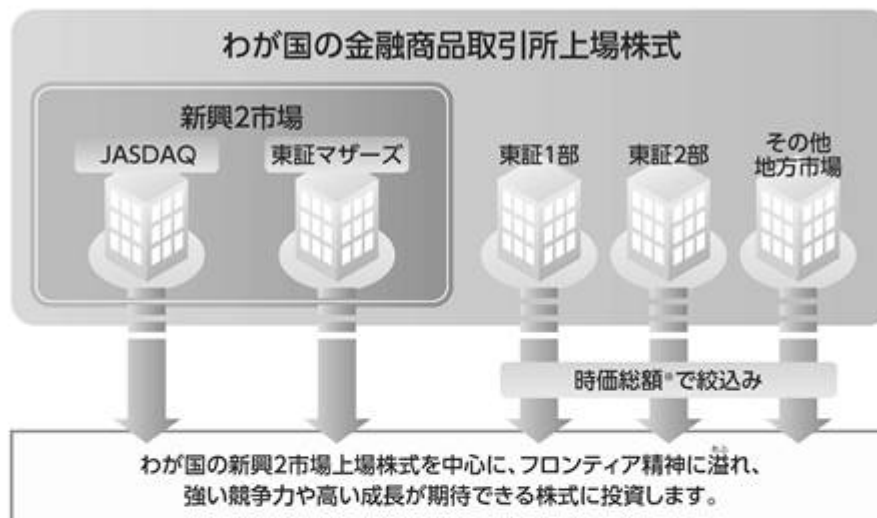 わが国の金融商品取引所上場株式
新興2市場
JASDAQ
東証マザーズ
東証1部
東証2部
その他
地方市場
時価総額※で絞込み
わが国の新興2市場上場株式を中心に、フロンティア精神に溢れ、
強い競争力や高い成長が期待できる株式に投資します。